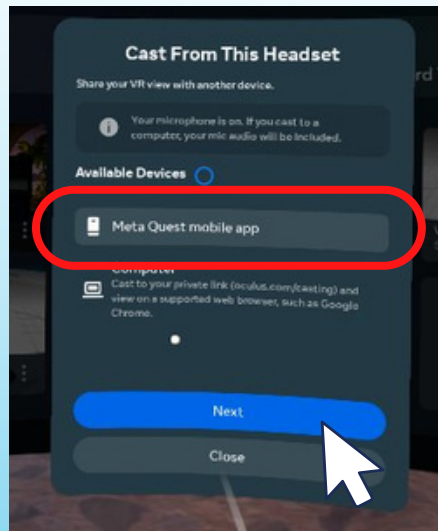 Cast From This Headset
Share your VR view with another device.
Your microphone is on. If you cast to a
computer, your mic audio will be included.
Available Devices
Meta Quest mobile app
Computer
Cast to your private link (oculus.com/casting) and
view on a supported web browser, such as Google
Chrome.
Next
Close